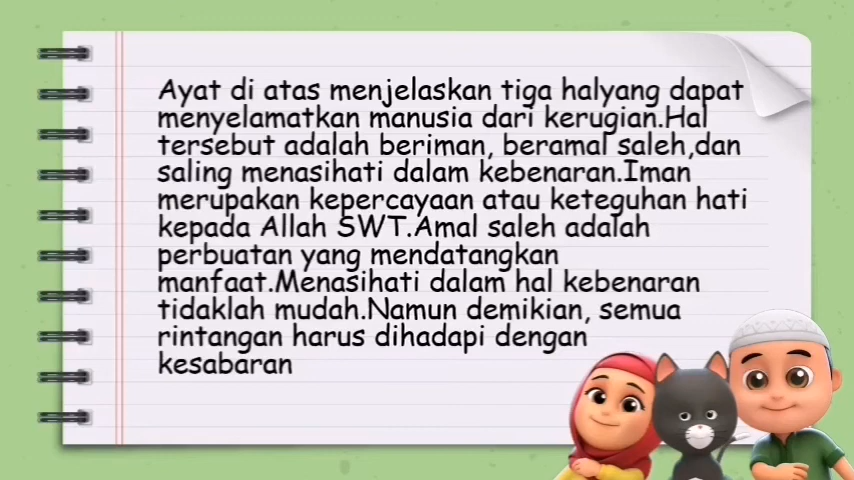 Ayat di atas menjelaskan tiga halyang dapat
menyelamatkan manusia dari kerugian.Hal
tersebut adalah beriman, beramal saleh,dan
saling menasihati dalam kebenaran.Iman
merupakan kepercayaan atau keteguhan hati
kepada Allah SWT.Amal saleh adalah
perbuatan yang mendatangkan
manfaat.Menasihati dalam hal kebenaran
tidaklah mudah.Namun demikian, semua
rintangan harus dihadapi dengan
kesabaran